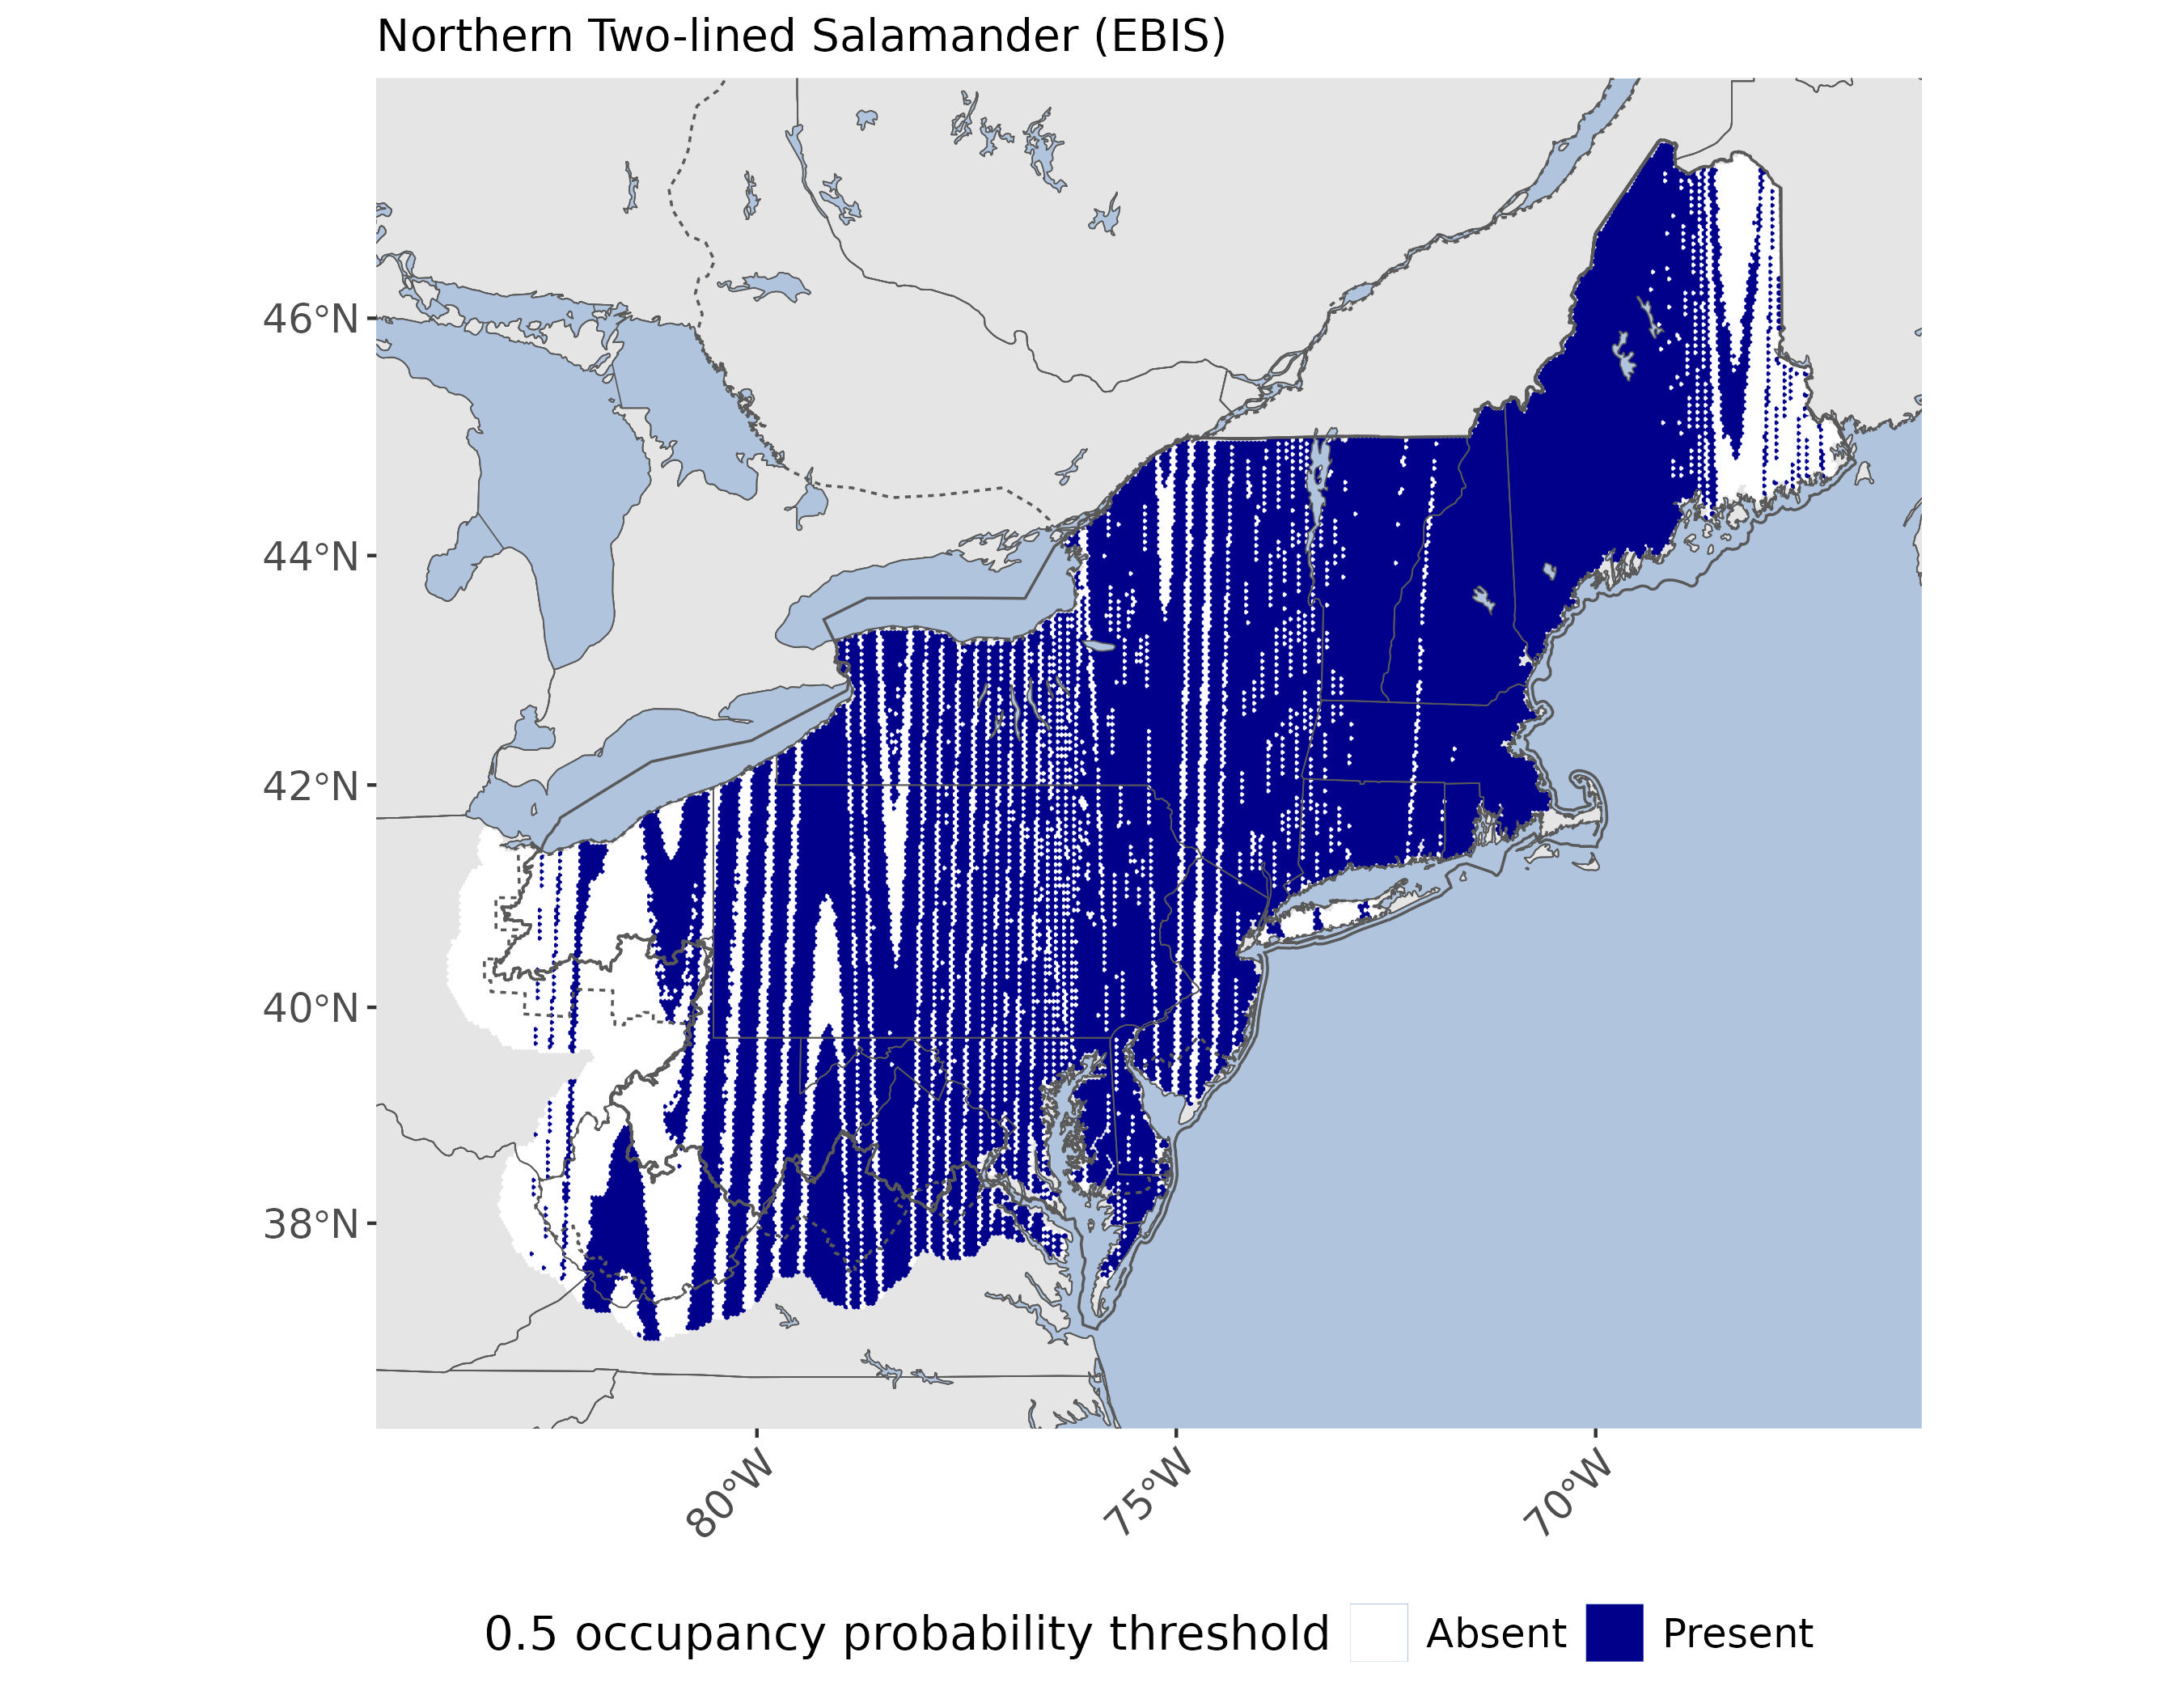 Northern Two-lined Salamander (EBIS)
46°N
44°N
42°N
40°N
38°N
80°W
75°W
70°W
0.5 occupancy probability threshold Absent Present